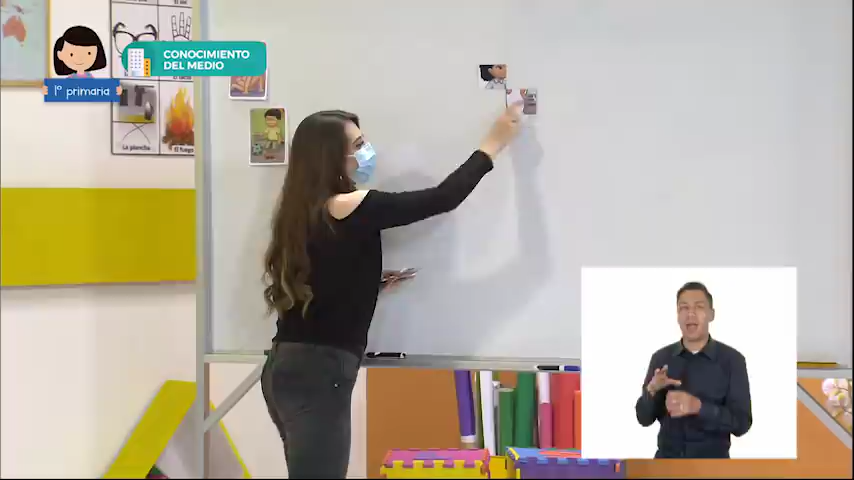 CONOCIMIENTO
DEL MEDIO
1° primaria
La plancha
El fuego